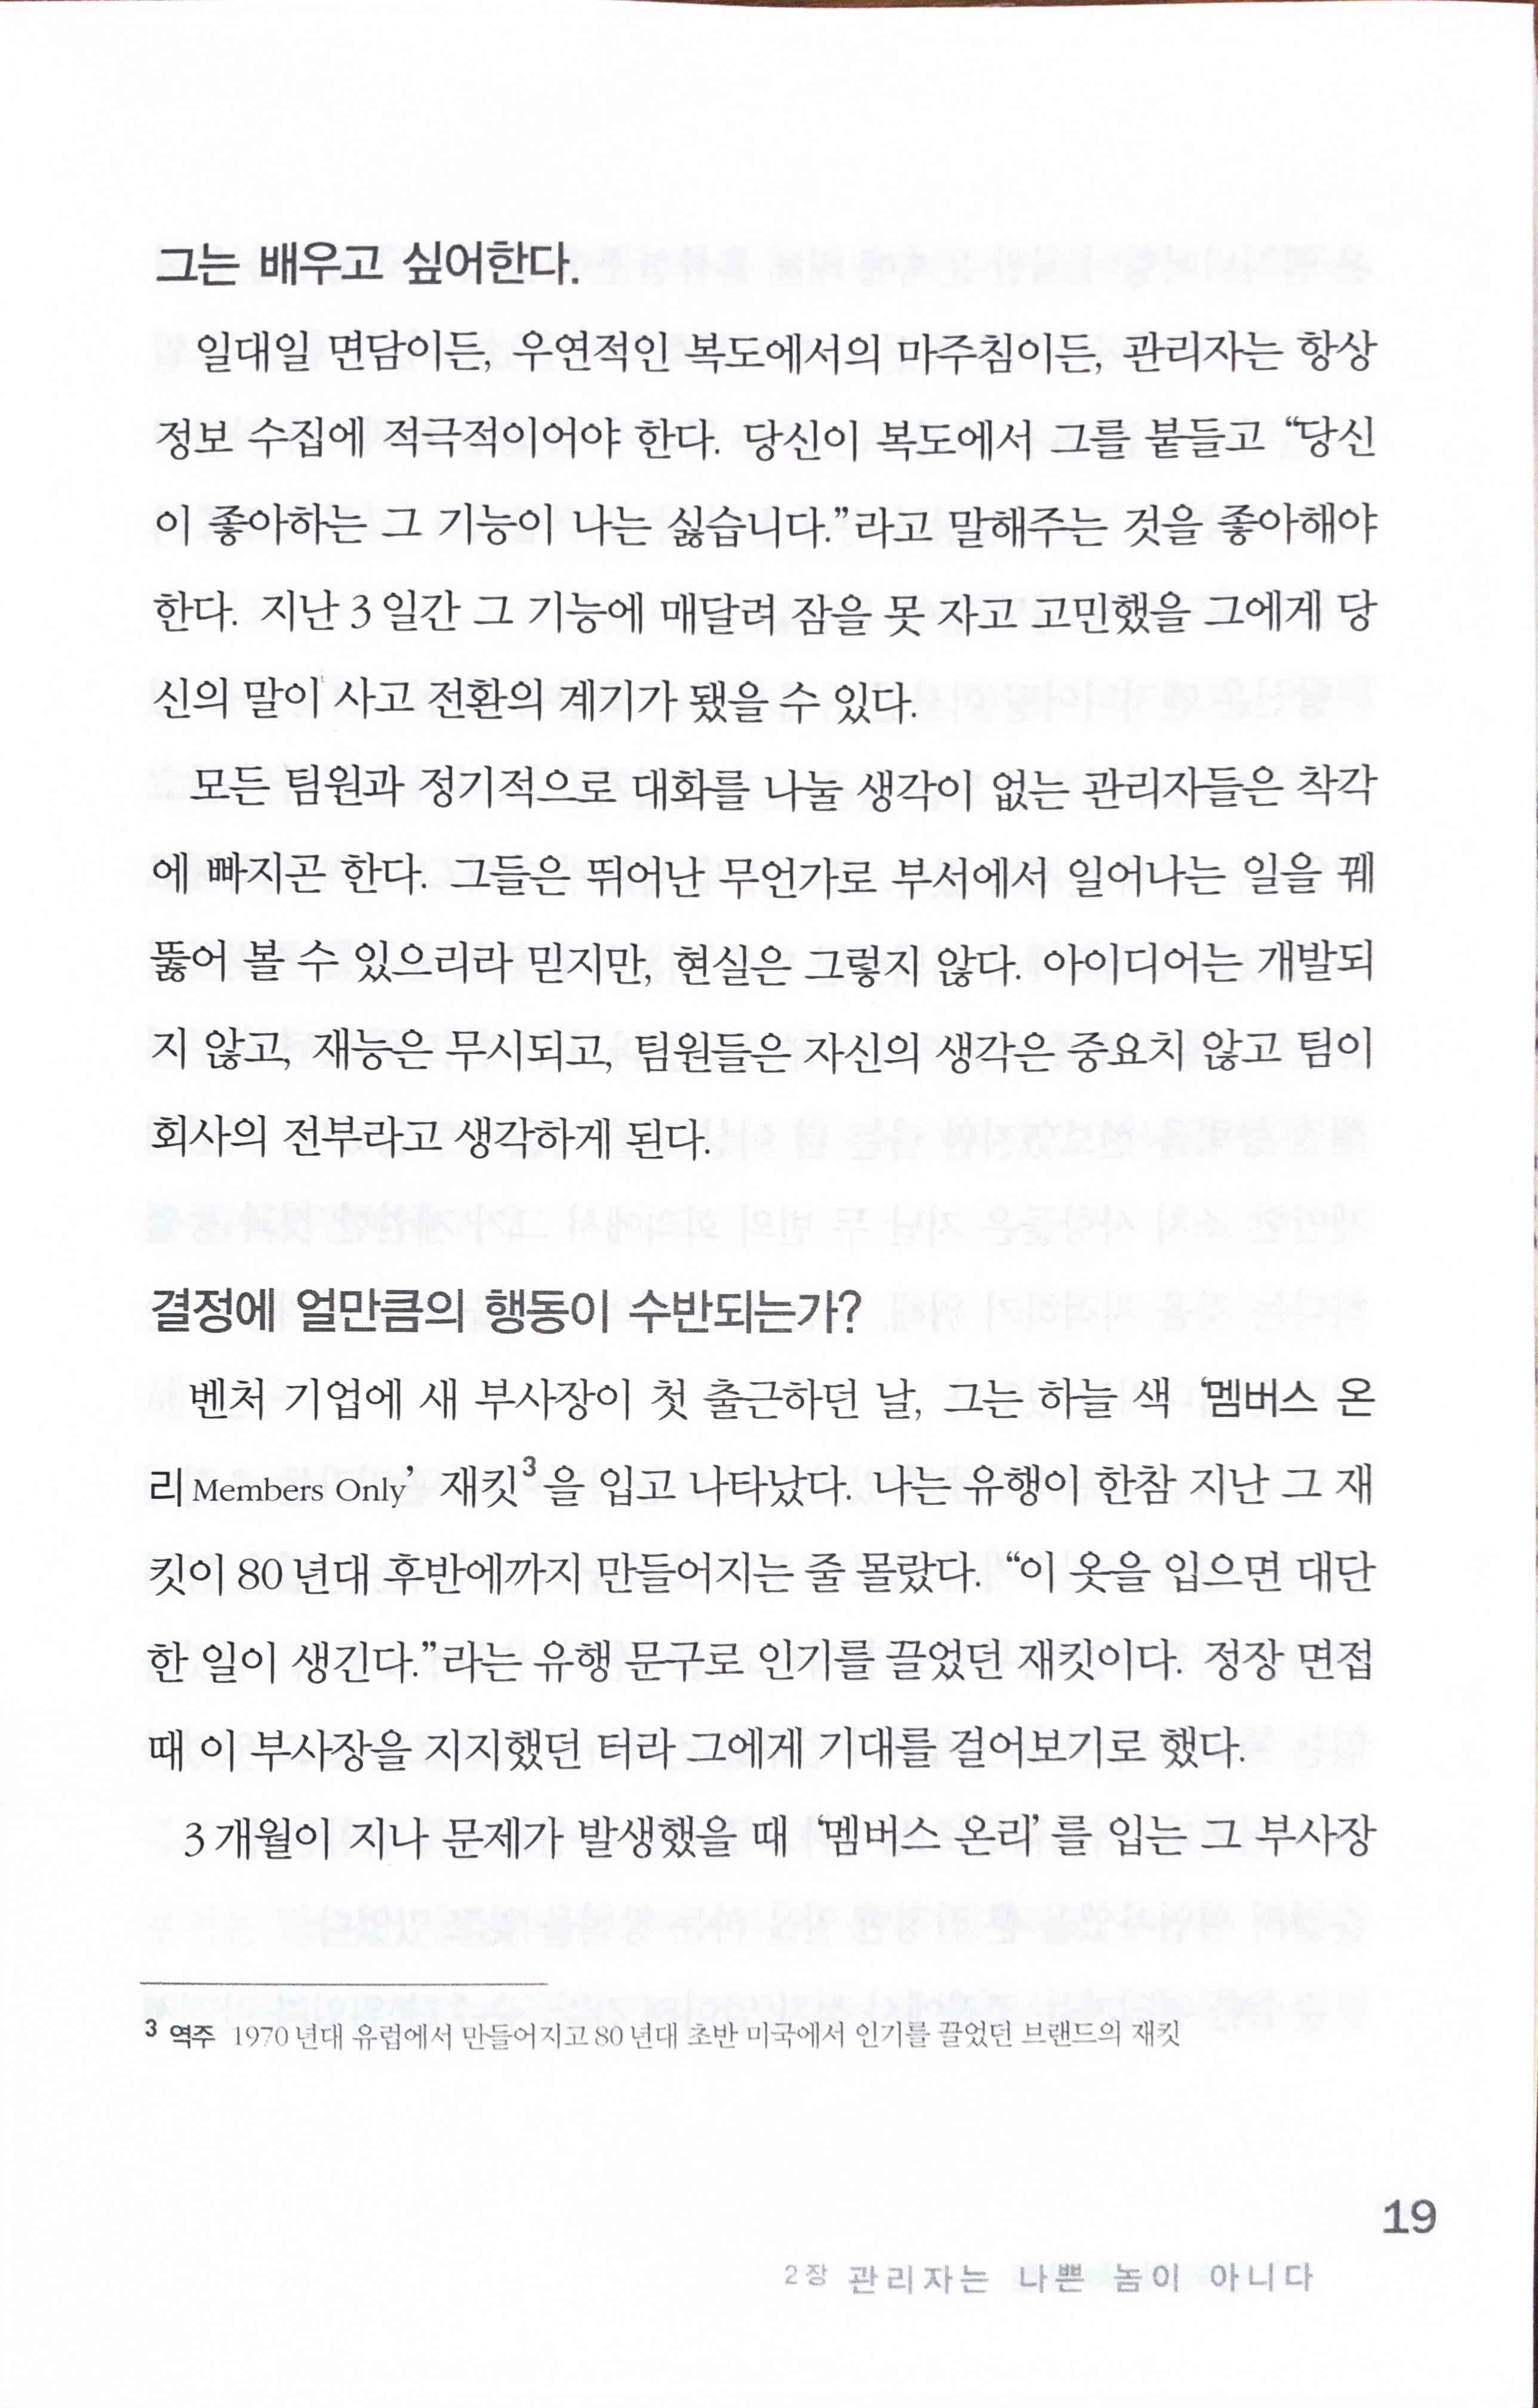 그는 배우고 싶어한다.
일대일 면담이든, 우연적인 복도에서의 마주침이든, 관리자는 항상
정보 수집에 적극적이어야 한다. 당신이 복도에서 그를 붙들고 “당신
이 좋아하는 그 기능이 나는 싫습니다.”라고 말해주는 것을 좋아해야
한다. 지난 3일간 그 기능에 매달려 잠을 못 자고 고민했을 그에게 당
신의 말이 사고 전환의 계기가 됐을 수 있다.
모든 팀원과 정기적으로 대화를 나눌 생각이 없는 관리자들은 착각
에 빠지곤 한다. 그들은 뛰어난 무언가로 부서에서 일어나는 일을 꿰
뚫어 볼 수 있으리라 믿지만, 현실은 그렇지 않다. 아이디어는 개발되
지 않고, 재능은 무시되고, 팀원들은 자신의 생각은 중요치 않고 팀이
회사의 전부라고 생각하게 된다.
결정에 얼만큼의 행동이 수반되는가?
벤처 기업에 새 부사장이 첫 출근하던 날, 그는 하늘 색 ‘멤버스 온
리Members Only’ 재킷3을 입고 나타났다. 나는 유행이 한참 지난 그 재
킷이 80년대 후반에까지 만들어지는 줄 몰랐다. “이 옷을 입으면 대단
한 일이 생긴다.”라는 유행 문구로 인기를 끌었던 재킷이다. 정장 면접
때 이 부사장을 지지했던 터라 그에게 기대를 걸어보기로 했다.
3개월이 지나 문제가 발생했을 때 ‘멤버스 온리’를 입는 그 부사장
3 역주 1970년대 유럽에서 만들어지고 80년대 초반 미국에서 인기를 끌었던 브랜드의 재킷
19
2장 관리자는 나쁜 놈이 아니다